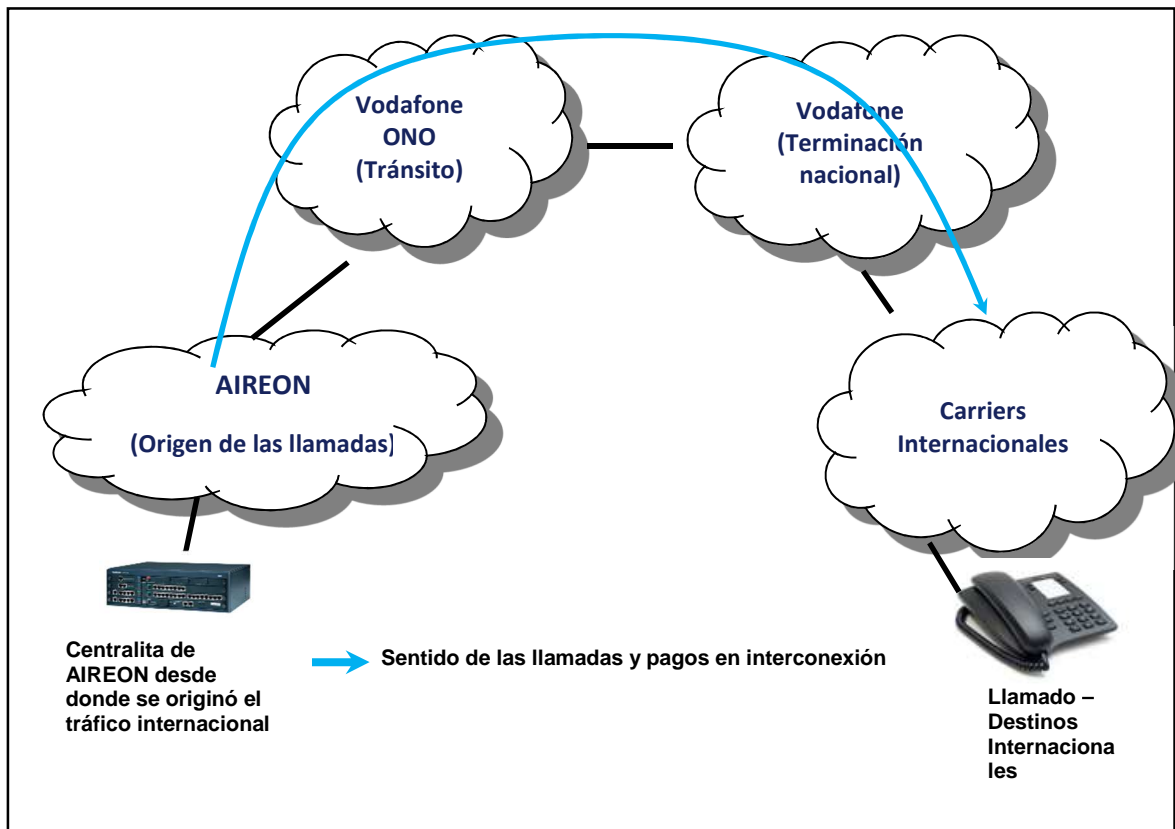 Vodafone
ONO
(Tránsito)
Vodafone
(Terminación
nacional)
AIREON
(Origen de las llamadas)
Carriers
Internacionales
Centralita de
AIREON desde
donde se originó el
tráfico internacional
Sentido de las llamadas y pagos en interconexión
Llamado –
Destinos
Internaciona
les